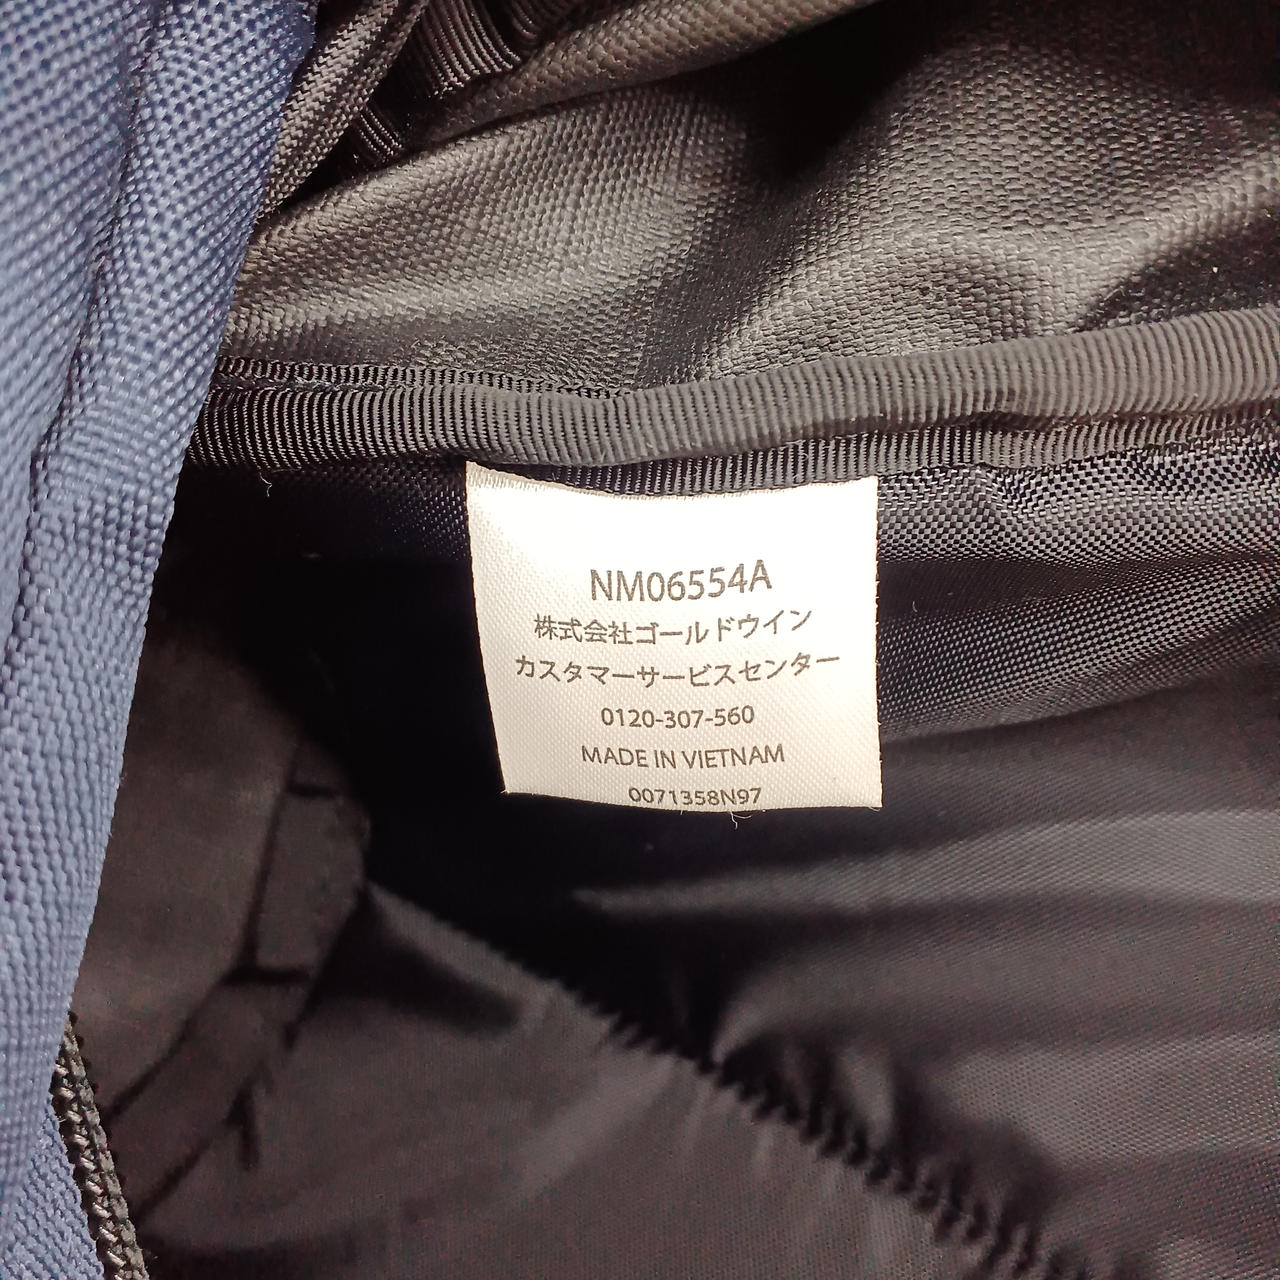 NM06554A
株式会社ゴールドウイン
カスタマーサービスセンター
0120-307-560
MADE IN VIETNAM
0071358N97